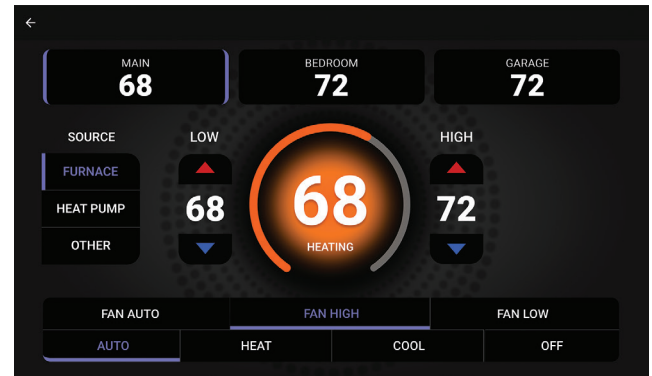 MAIN
68
BEDROOM
72
GARAGE
72
SOURCE
FURNACE
HEAT PUMP
OTHER
LOW
68
68
HEATING
HIGH
72
FAN AUTO
FAN HIGH
FAN LOW
AUTO
HEAT
COOL
OFF